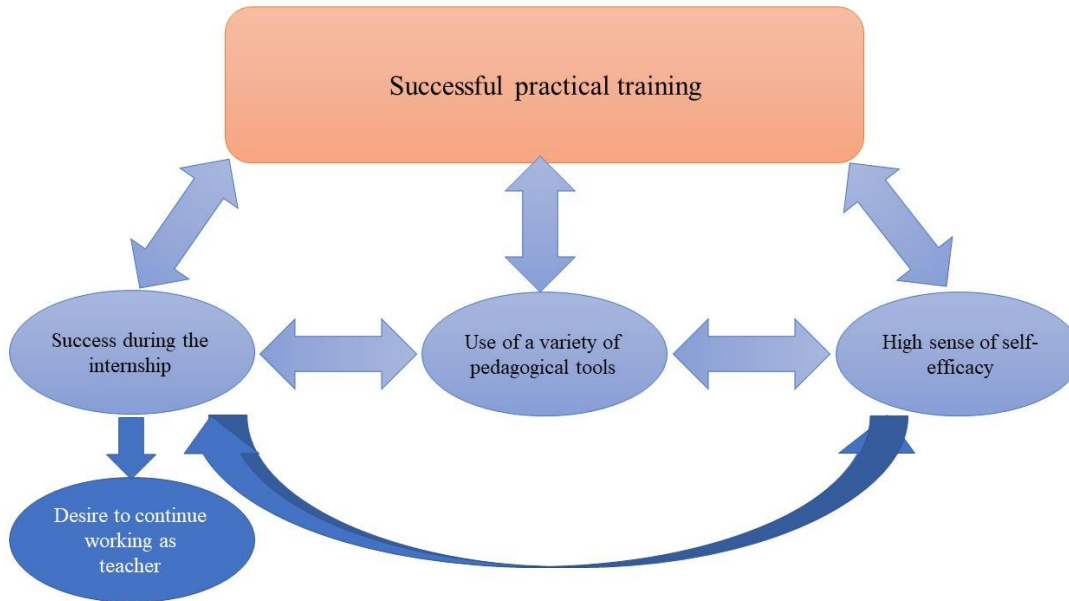 Successful practical training
Success during the
internship
Use of a variety of
pedagogical tools
High sense of self-
efficacy
Desire to continue
working as
teacher